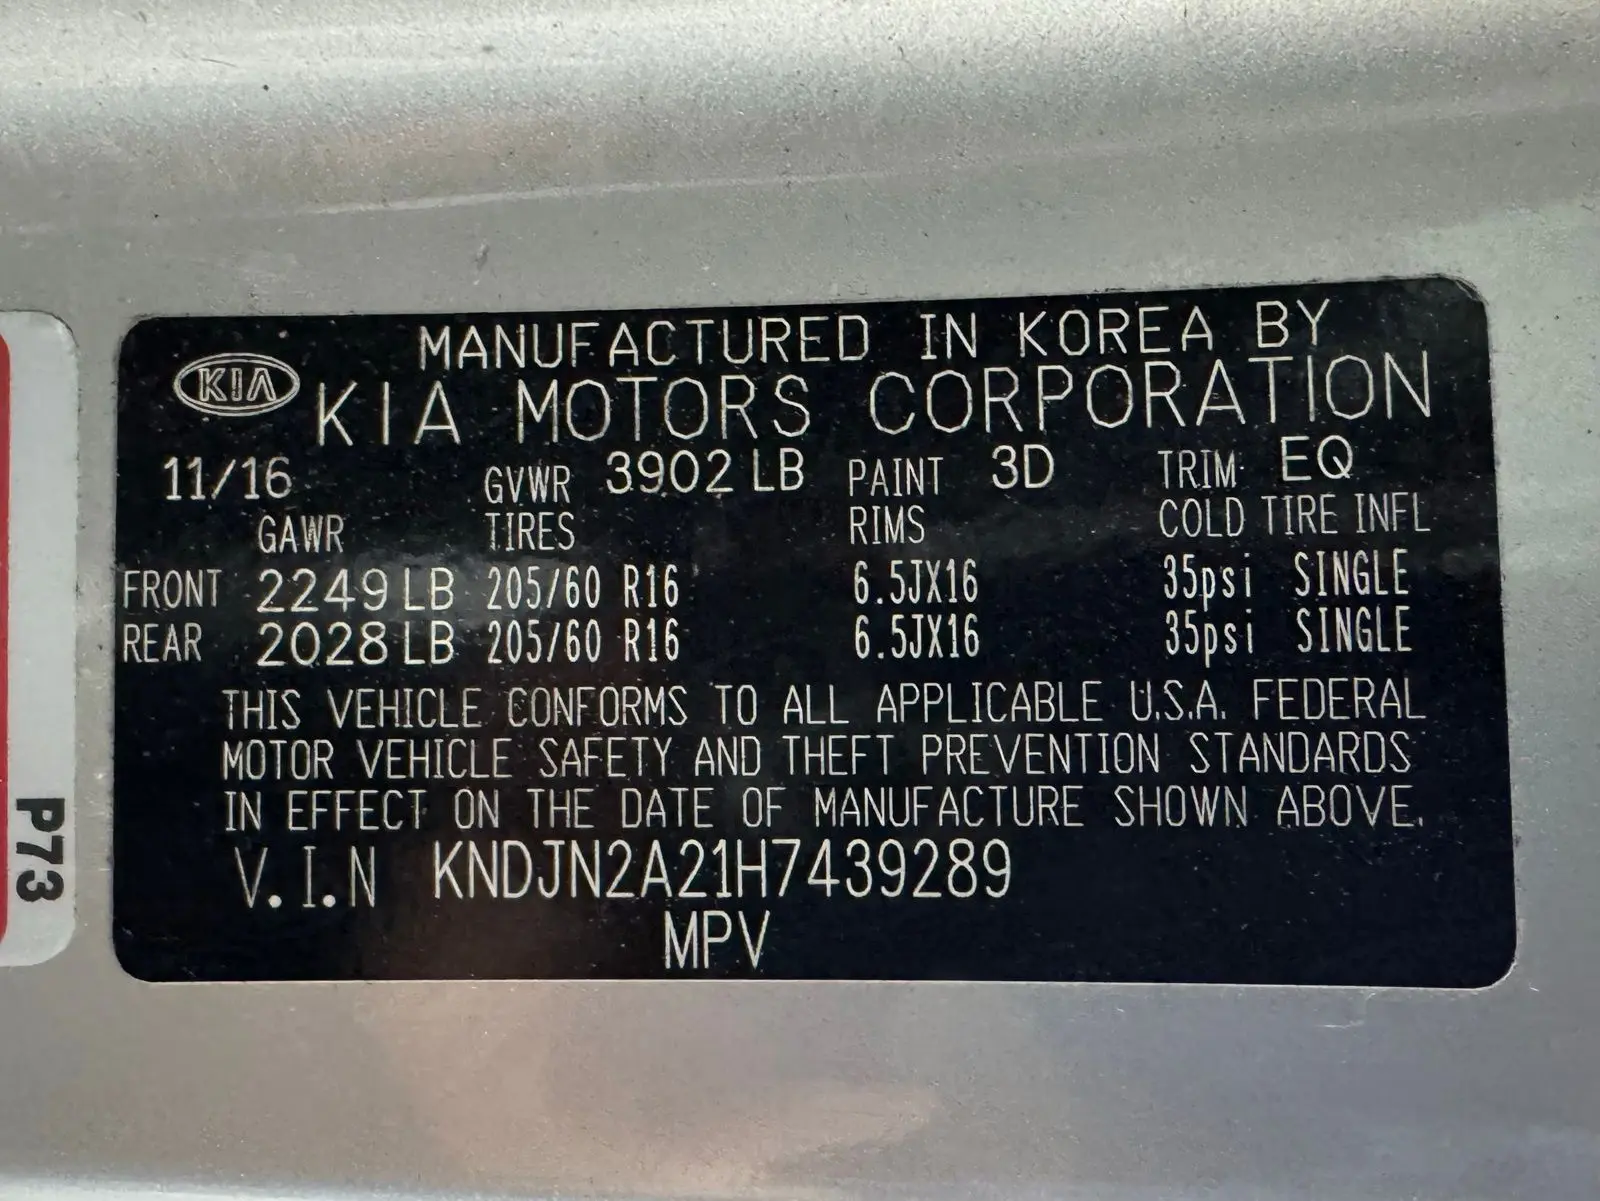 MANUFACTURED IN KOREA BY
KIA KIA MOTORS CORPORATION
11/16 GVWR 3902 LB PAINT 3D TRIM EQ
GAWR TIRES RIMS COLD TIRE INFL
FRONT 2249 LB 205/60 R16 6.5JX16 35psi SINGLE
REAR 2028 LB 205/60 R16 6.5JX16 35psi SINGLE
THIS VEHICLE CONFORMS TO ALL APPLICABLE U.S.A. FEDERAL
MOTOR VEHICLE SAFETY AND THEFT PREVENTION STANDARDS
IN EFFECT ON THE DATE OF MANUFACTURE SHOWN ABOVE.
V.I.N KNDJN2A21H7439289
MPV
P73